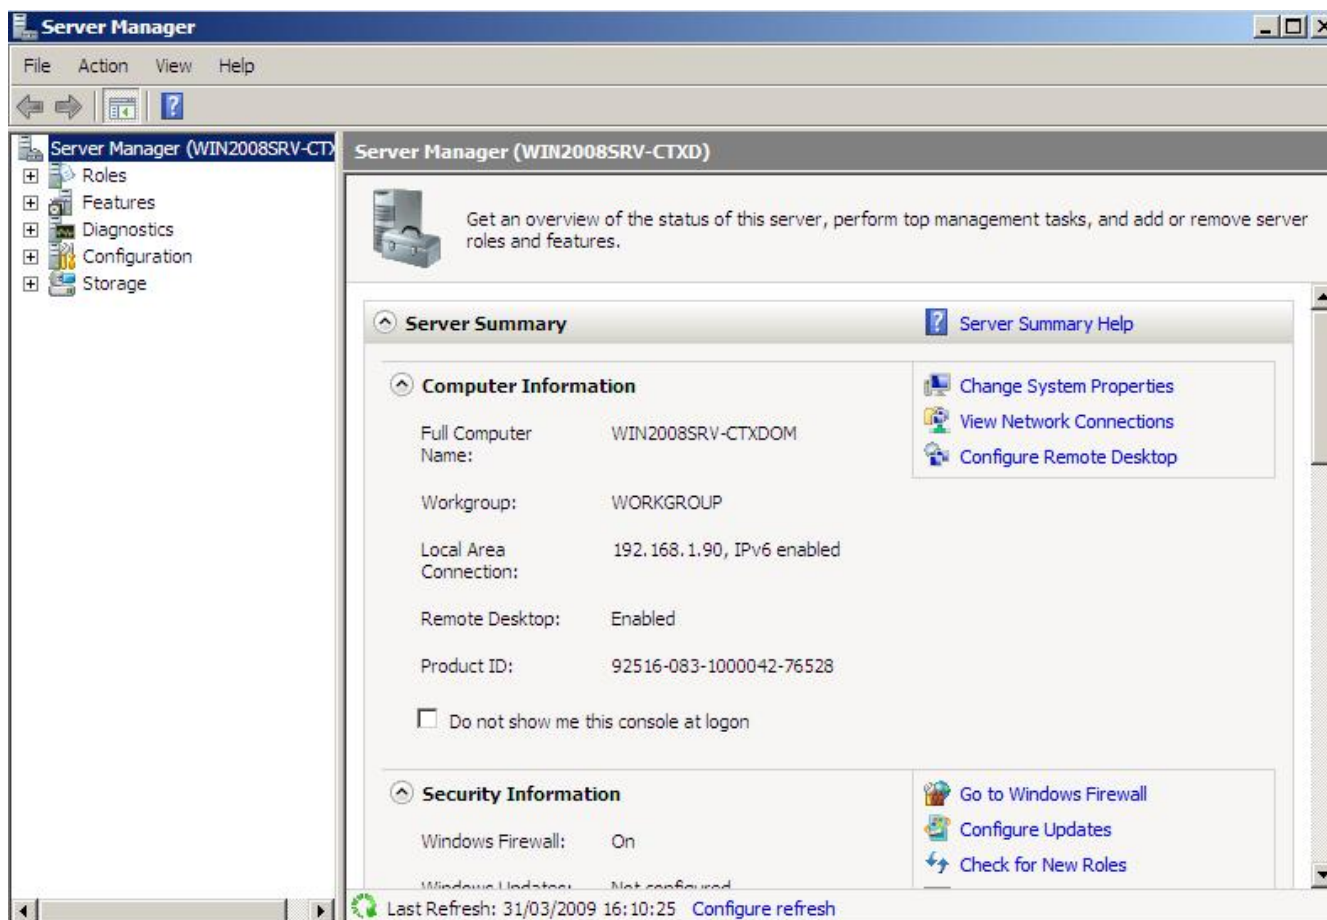 Server Manager
File Action View Help
Server Manager (WIN2008SRV-CTX
Roles
Features
Diagnostics
Configuration
Storage
Server Manager (WIN2008SRV-CTXD)
Get an overview of the status of this server, perform top management tasks, and add or remove server
roles and features.
Server Summary
Server Summary Help
Computer Information
Change System Properties
View Network Connections
Configure Remote Desktop
Full Computer
Name:
WIN2008SRV-CTXDOM
Workgroup:
WORKGROUP
Local Area
Connection:
192.168.1.90, IPv6 enabled
Remote Desktop:
Enabled
Product ID:
92516-083-1000042-76528
Do not show me this console at logon
Security Information
Go to Windows Firewall
Configure Updates
Check for New Roles
Windows Firewall:
On
Windows Updates:
Not configured
Last Refresh: 31/03/2009 16:10:25 Configure refresh